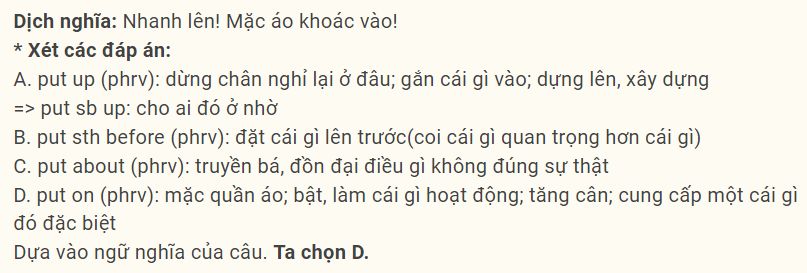 Dịch nghĩa: Nhanh lên! Mặc áo khoác vào!
* Xét các đáp án:
A. put up (phrv): dừng chân nghỉ lại ở đâu; gắn cái gì vào; dựng lên, xây dựng
=> put sb up: cho ai đó ở nhờ
B. put sth before (phrv): đặt cái gì lên trước(coi cái gì quan trọng hơn cái gì)
C. put about (phrv): truyền bá, đồn đại điều gì không đúng sự thật
D. put on (phrv): mặc quần áo; bật, làm cái gì hoạt động; tăng cân; cung cấp một cái gì
đó đặc biệt
Dựa vào ngữ nghĩa của câu. Ta chọn D.